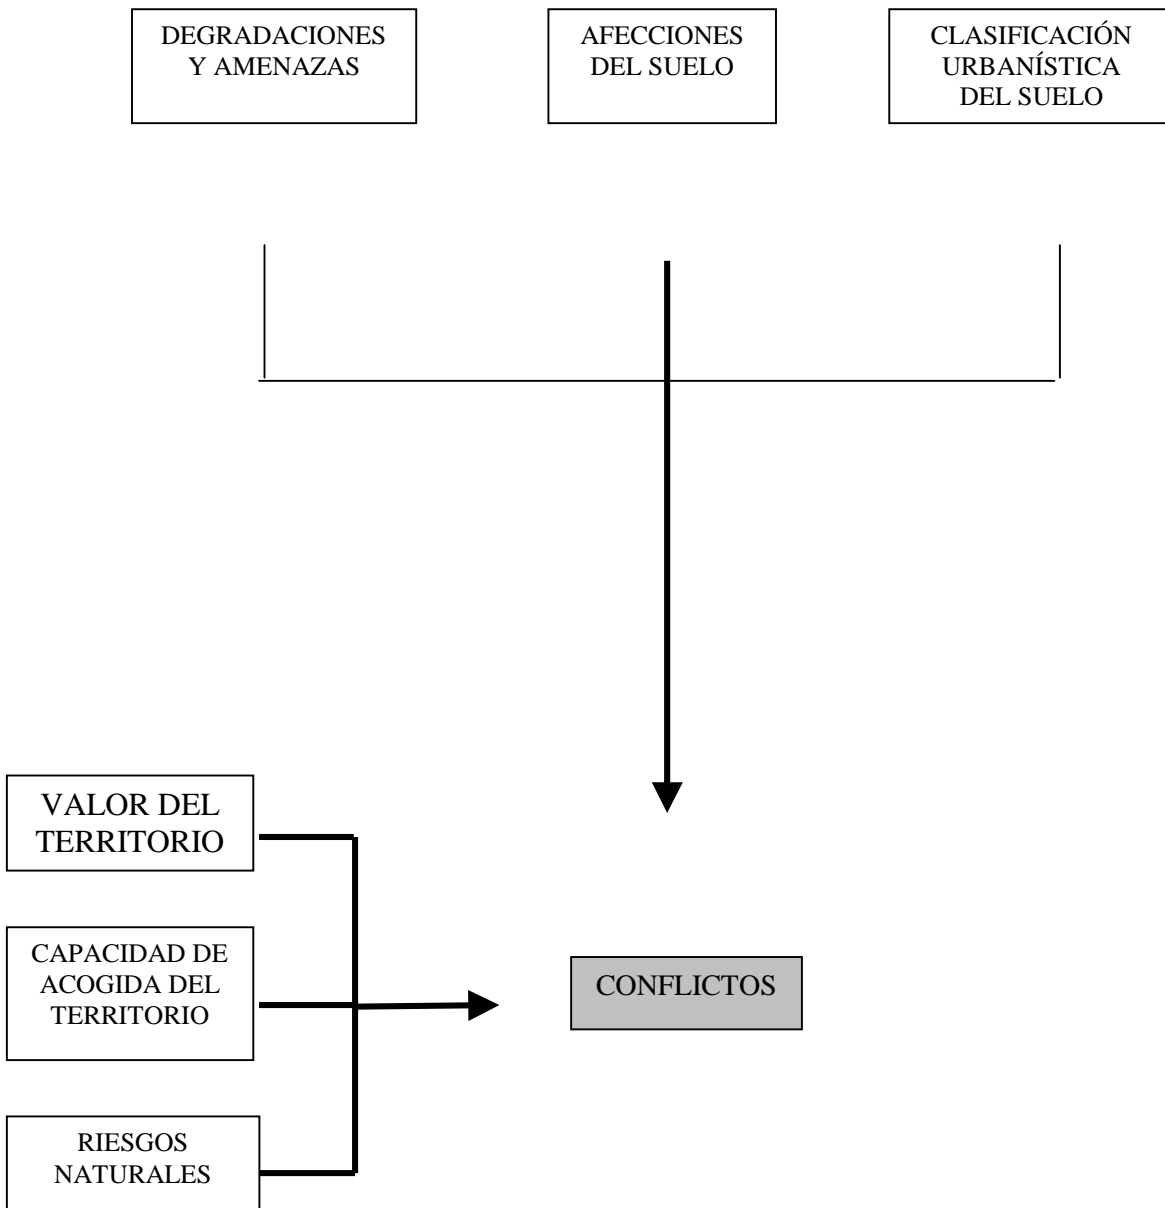 DEGRADACIONES
Y AMENAZAS
AFECCIONES
DEL SUELO
CLASIFICACIÓN
URBANÍSTICA
DEL SUELO
VALOR DEL
TERRITORIO
CAPACIDAD DE
ACOGIDA DEL
TERRITORIO
CONFLICTOS
RIESGOS
NATURALES